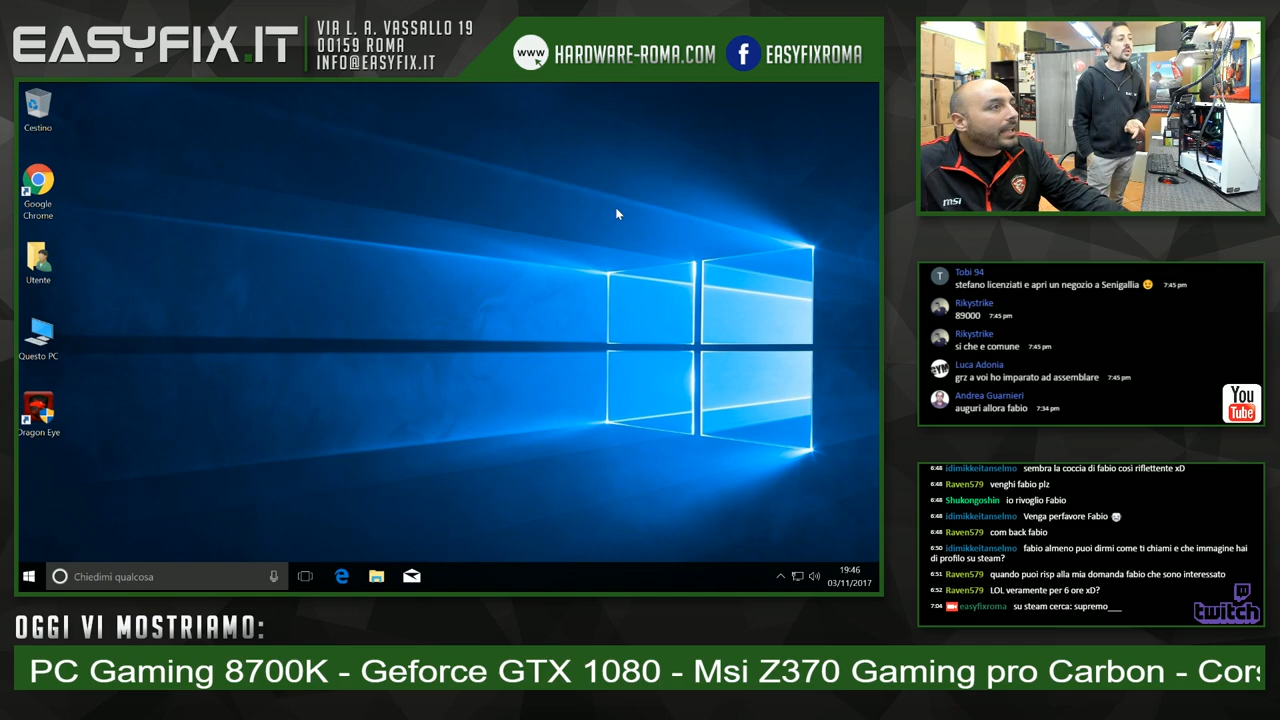 EASYFIX.IT
VIA L. A. VASSALLO 19
00159 ROMA
INFO@EASYFIX.IT
www
HARDWARE-ROMA.COM
f
EASYFIXROMA
Cestino
Google
Chrome
Utente
Questo PC
Dragon Eye
Chiedimi qualcosa
19:46
03/11/2017
msi
T
Tobi 94
stefano licenziati e apri un negozio a Senigallia 😉 7:45 pm
Rikystrike
89000 7:45 pm
Rikystrike
si che e comune 7:45 pm
Luca Adonia
grz a voi ho imparato ad assemblare 7:45 pm
Andrea Guarnieri
auguri allora fabio 7:34 pm
You
Tube
6:48 idimikkeitanselmo sembra la coccia di fabio così riflettente xD
6:48 Raven579 venghi fabio plz
6:48 Shukongoshin io rivoglio Fabio
6:48 idimikkeitanselmo Venga perfavore Fabio
6:48 Raven579 com back fabio
6:50 idimikkeitanselmo fabio almeno puoi dirmi come ti chiami e che immagine hai
di profilo su steam?
6:51 Raven579 quando puoi risp alla mia domanda fabio che sono interessato
6:52 Raven579 LOL veramente per 6 ore xD?
7:04 easyfixroma su steam cerca: supremo___
twitch
OGGI VI MOSTRIAMO:
PC Gaming 8700K - Geforce GTX 1080 - Msi Z370 Gaming pro Carbon - Cors